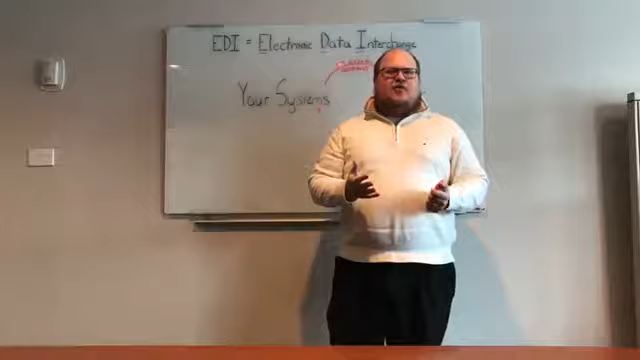 EDI = Electronic Data Interchange
Your Systems